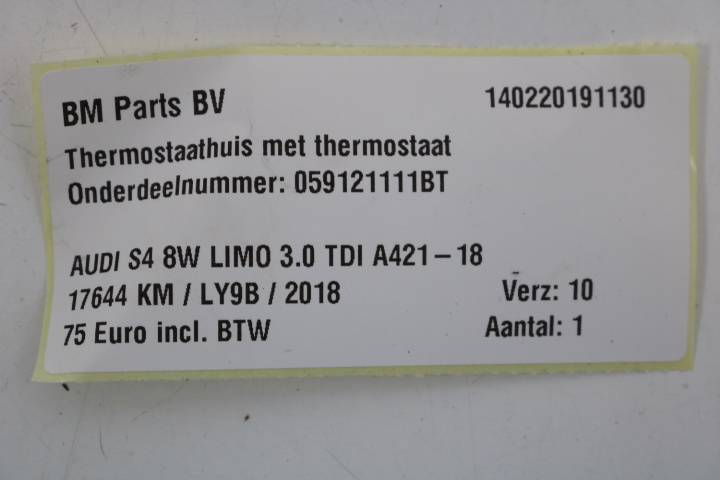 BM Parts BV 140220191130
Thermostaathuis met thermostaat
Onderdeelnummer: 059121111BT
AUDI S4 8W LIMO 3.0 TDI A421-18
17644 KM / LY9B / 2018 Verz: 10
75 Euro incl. BTW Aantal: 1